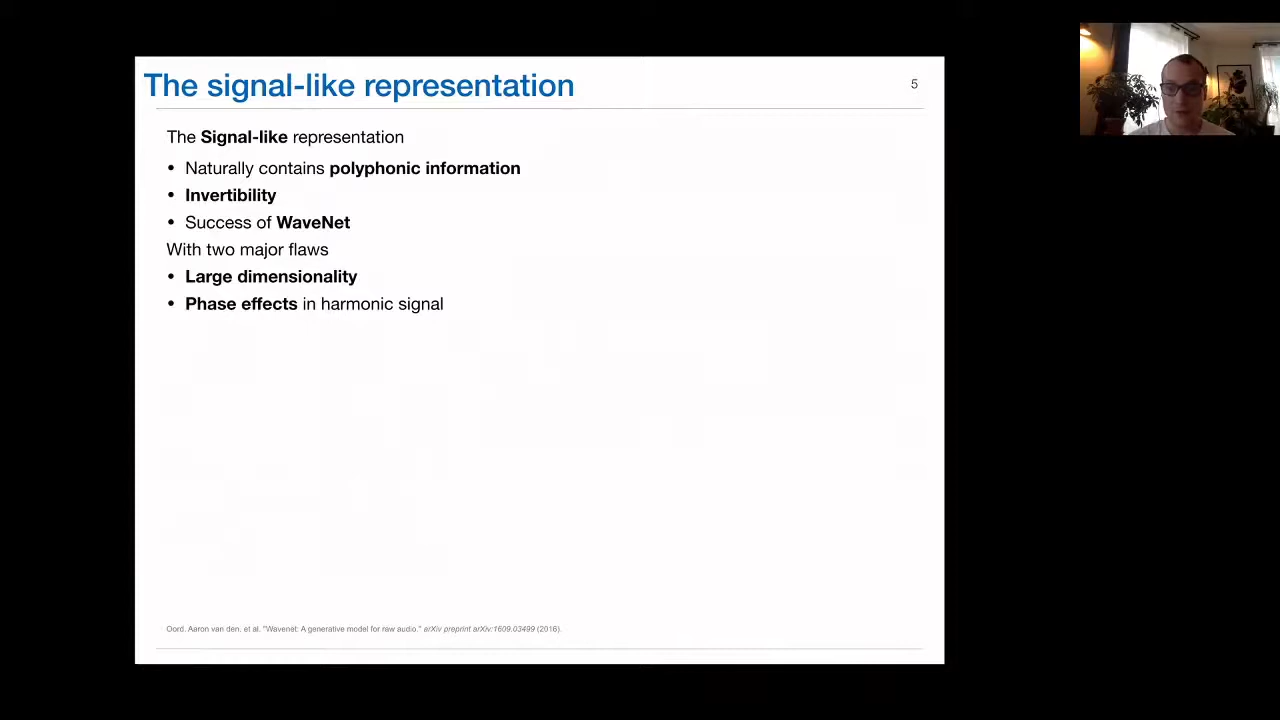 The signal-like representation
5
The Signal-like representation
• Naturally contains polyphonic information
• Invertibility
• Success of WaveNet
With two major flaws
• Large dimensionality
• Phase effects in harmonic signal
Oord, Aaron van den, et al. "Wavenet: A generative model for raw audio." arXiv preprint arXiv:1609.03499 (2016).